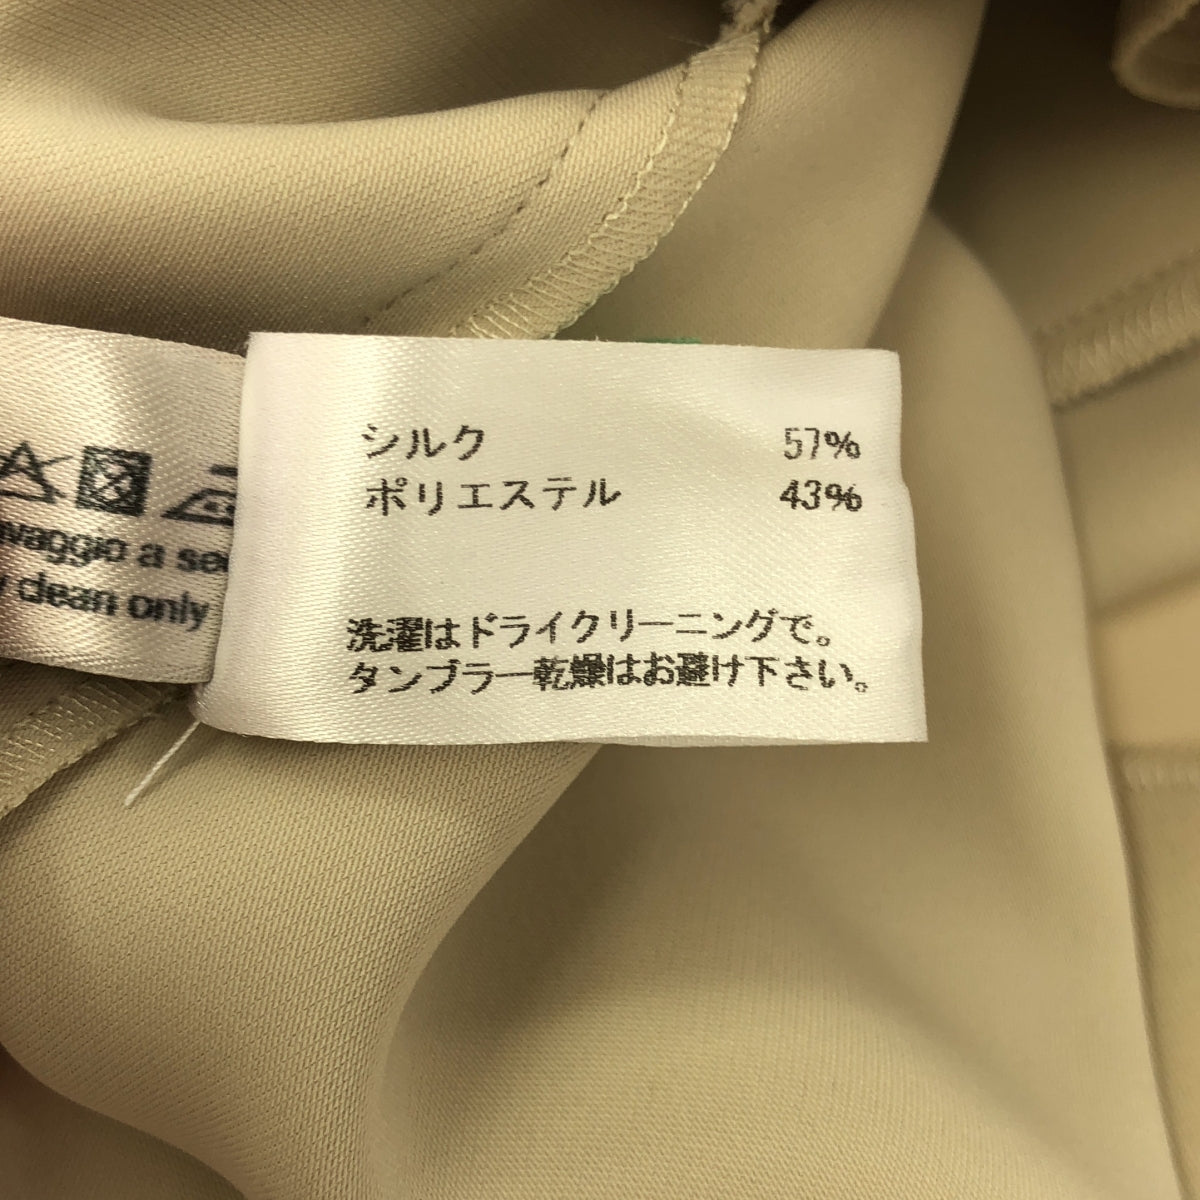 シルク 57%
ポリエステル 43%
洗濯はドライクリーニングで。
タンブラー乾燥はお避け下さい。
a se
clean only